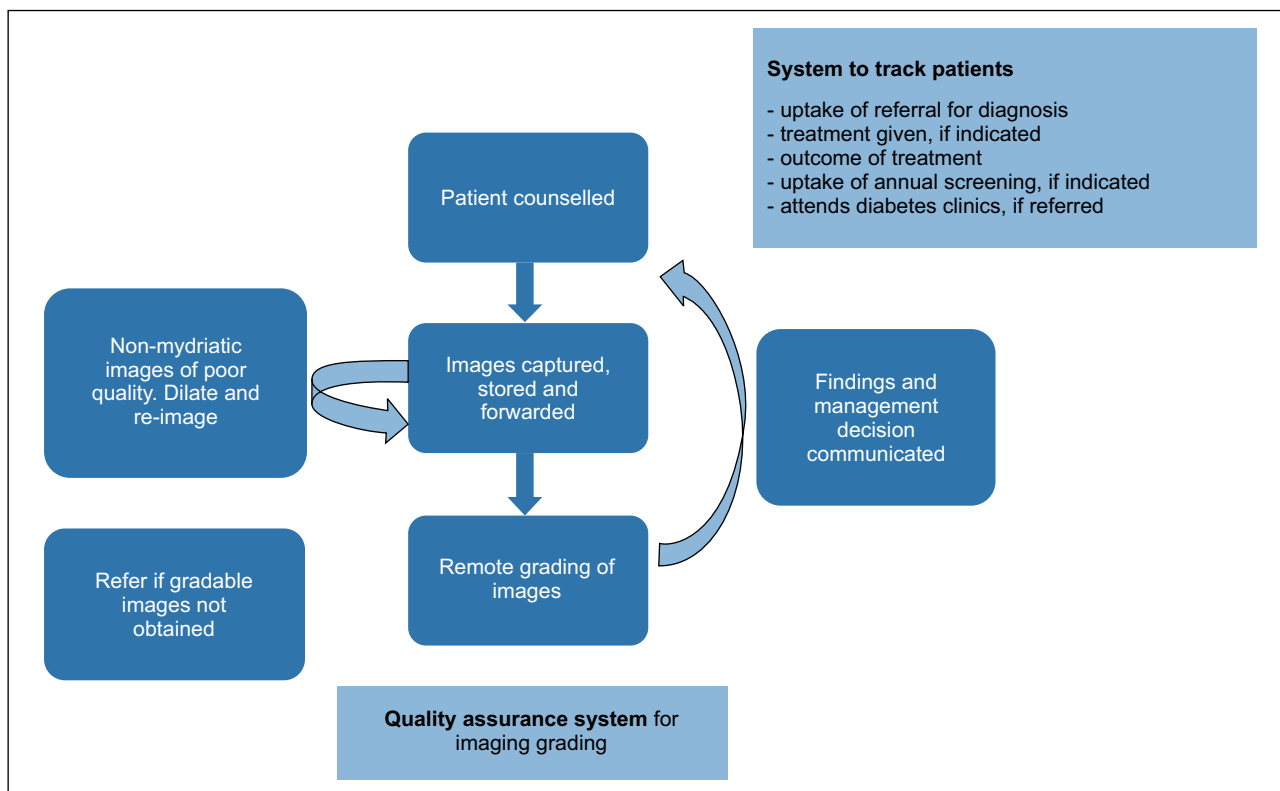 System to track patients
- uptake of referral for diagnosis
- treatment given, if indicated
- outcome of treatment
- uptake of annual screening, if indicated
- attends diabetes clinics, if referred
Patient counselled
Non-mydriatic
images of poor
quality. Dilate and
re-image
Images captured,
stored and
forwarded
Findings and
management
decision
communicated
Refer if gradable
images not
obtained
Remote grading of
images
Quality assurance system for
imaging grading